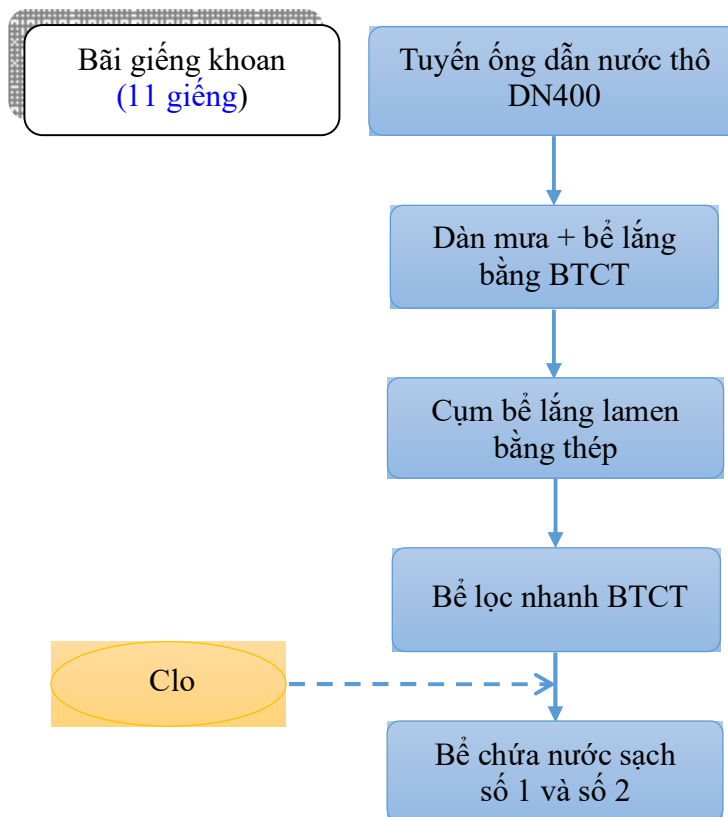 Bãi giếng khoan
(11 giếng)
Tuyến ống dẫn nước thô
DN400
Dàn mưa + bể lắng
bằng BTCT
Cụm bể lắng lamen
bằng thép
Bể lọc nhanh BTCT
Clo
Bể chứa nước sạch
số 1 và số 2